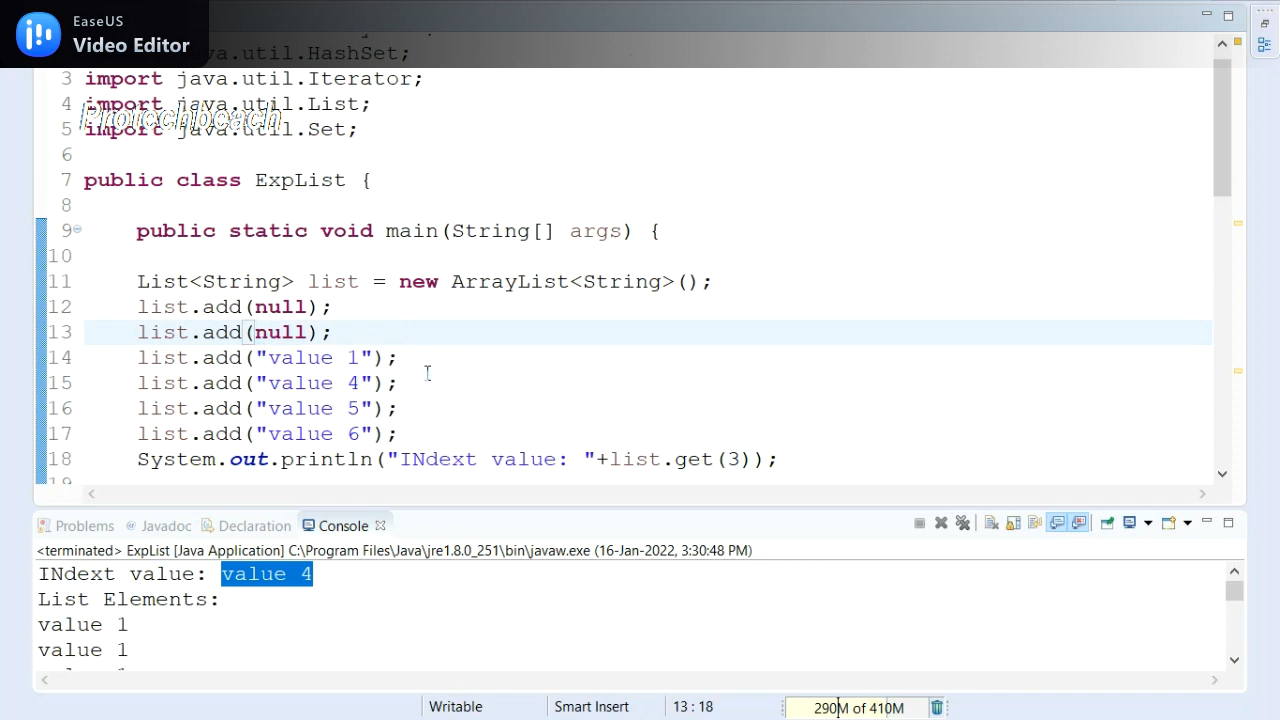 EaseUS
Video Editor
java.util.HashSet;
3 import java.util.Iterator;
4 import java.util.List;
Protechbeach
5 import java.util.Set;
6
7 public class ExpList {
8
9 public static void main(String[] args) {
10
11 List<String> list = new ArrayList<String>();
12 list.add(null);
13 list.add(null);
14 list.add("value 1");
15 list.add("value 4");
16 list.add("value 5");
17 list.add("value 6");
18 System.out.println("INdext value: "+list.get(3));
Problems @ Javadoc Declaration Console
<terminated> ExpList [Java Application] C:\Program Files\Java\jre1.8.0_251\bin\javaw.exe (16-Jan-2022, 3:30:48 PM)
INdext value: value 4
List Elements:
value 1
value 1
Writable Smart Insert 13 : 18 290M of 410M